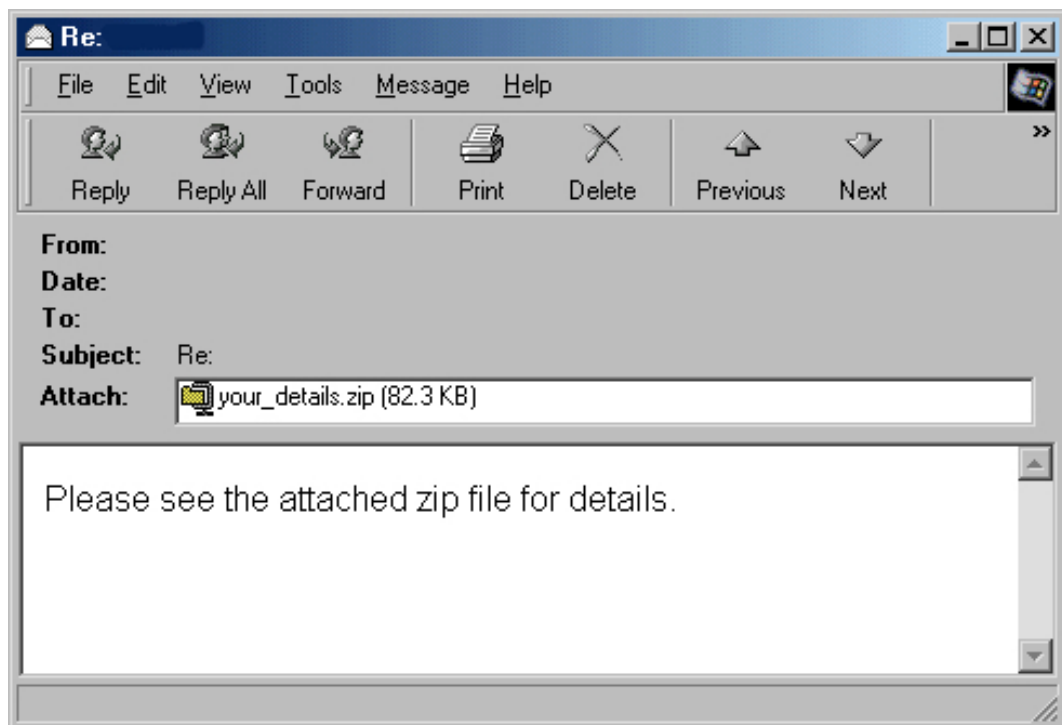 Re:
File Edit View Tools Message Help
Reply Reply All Forward Print Delete Previous Next »
From:
Date:
To:
Subject: Re:
Attach: your_details.zip (82.3 KB)
Please see the attached zip file for details.